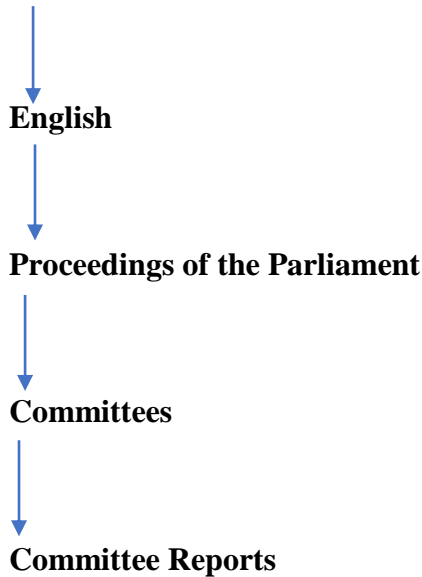 English
Proceedings of the Parliament
Committees
Committee Reports